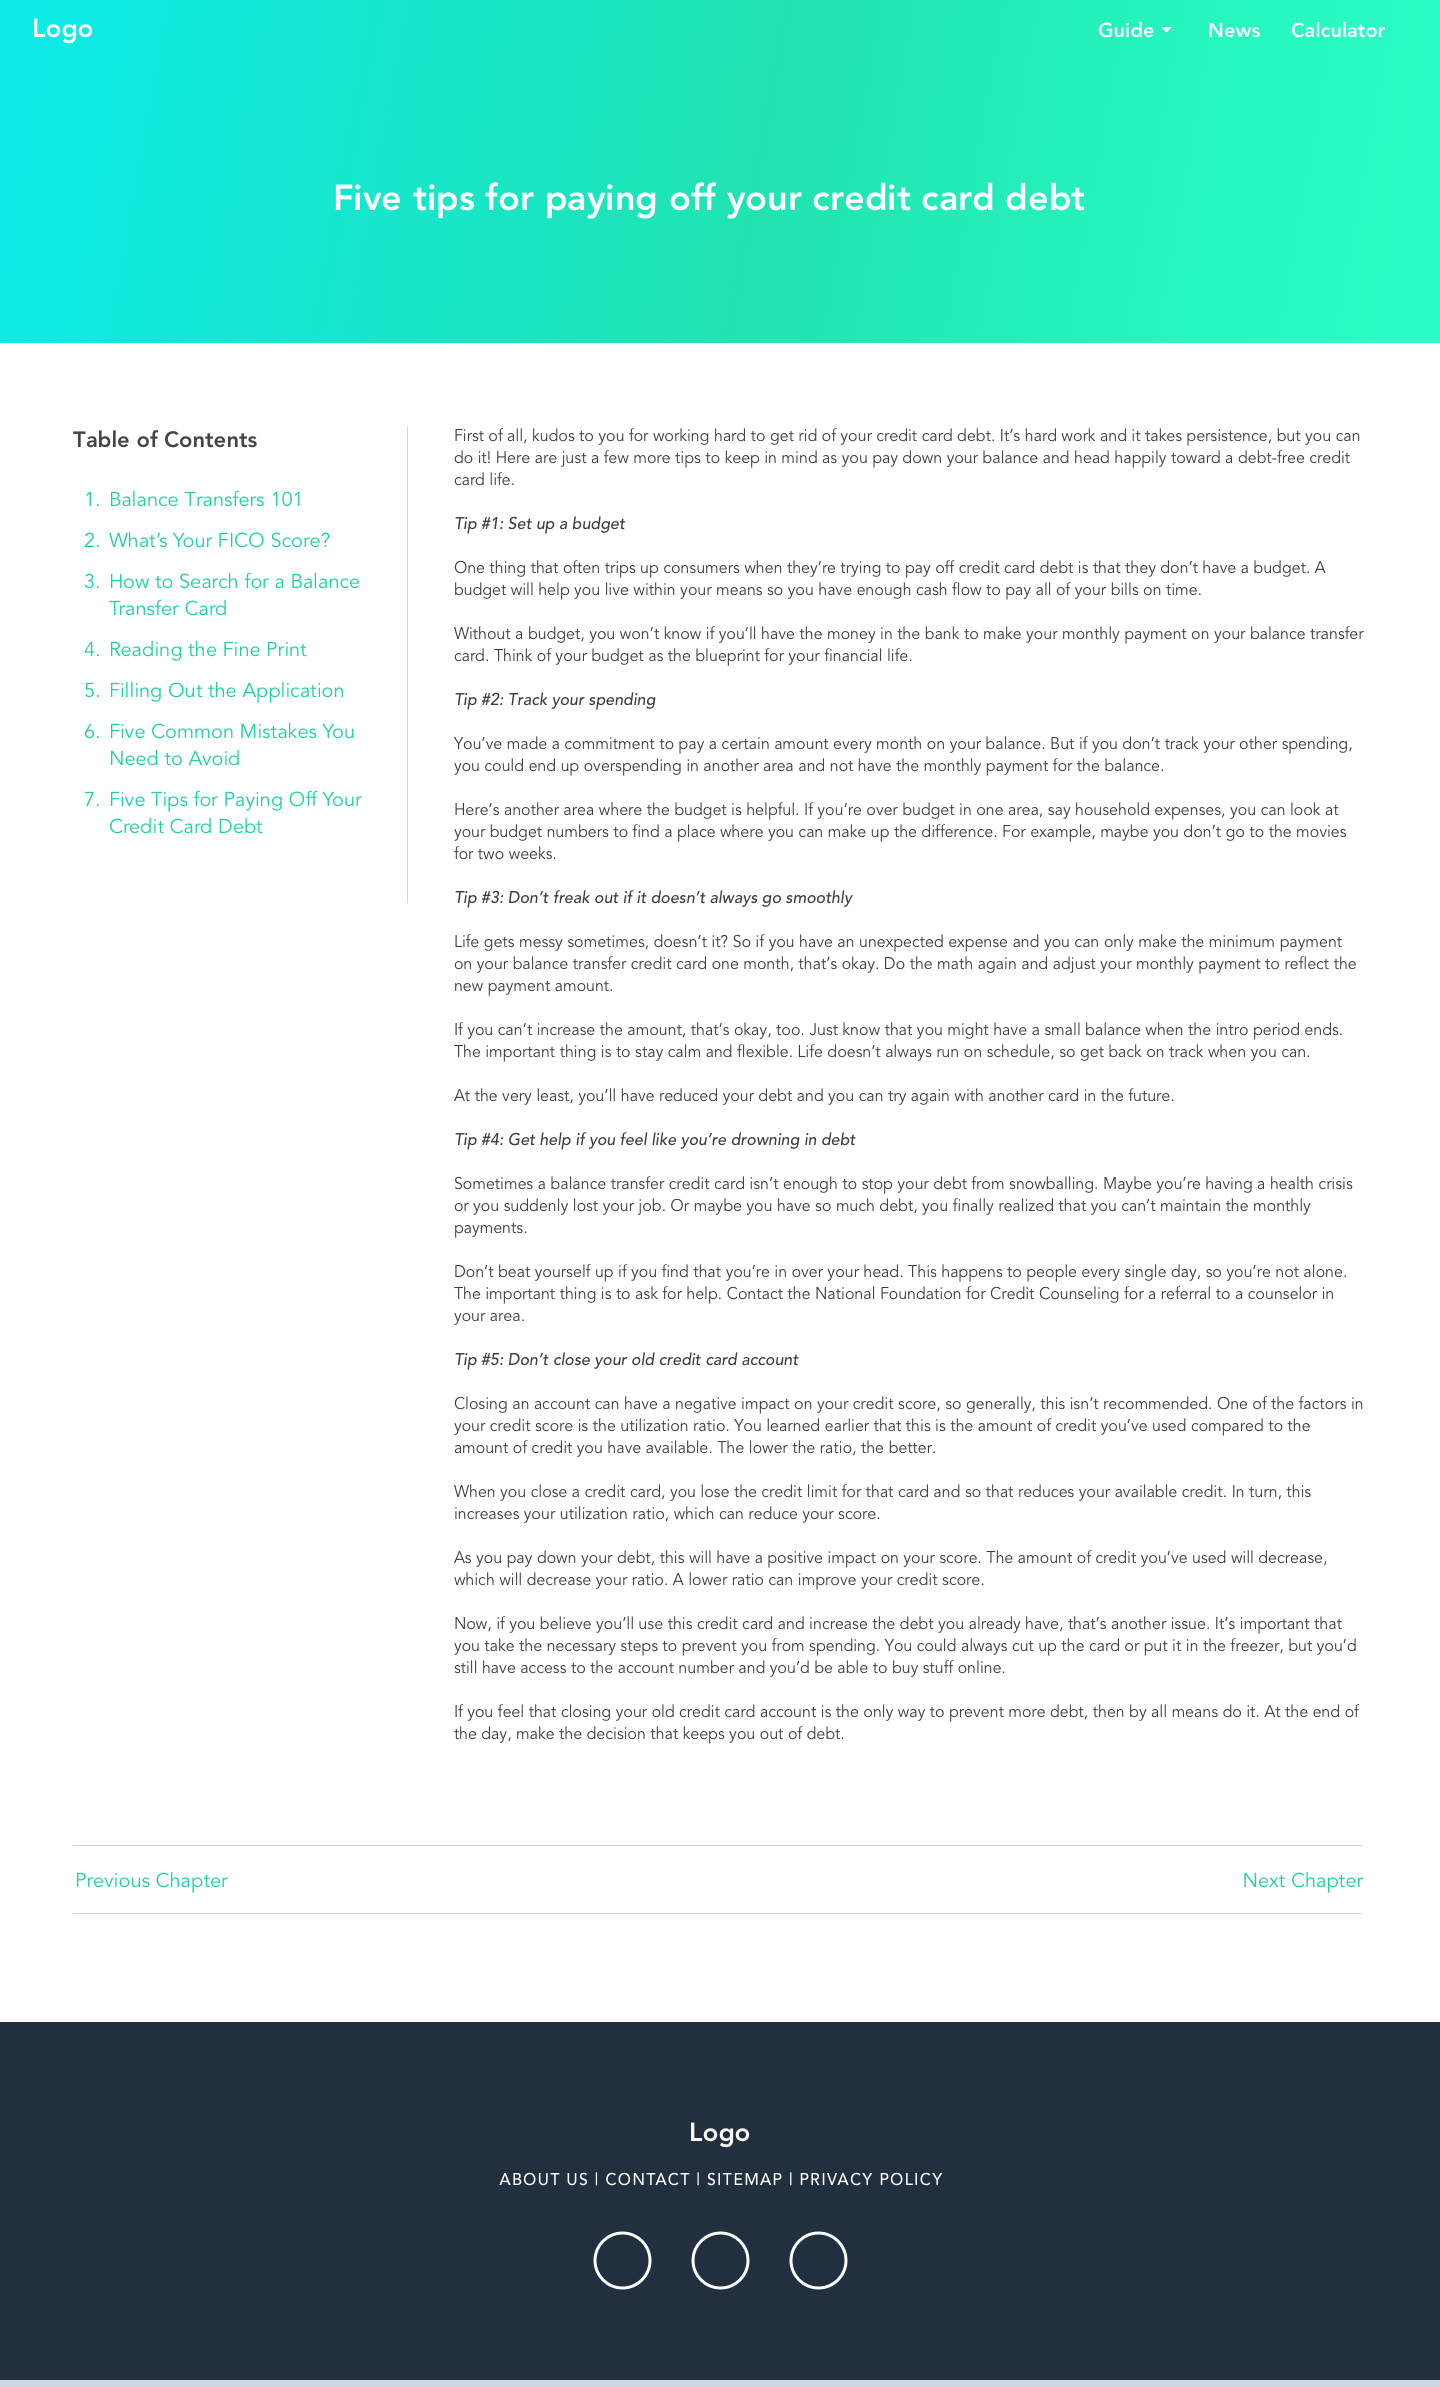 Logo
Guide
News
Calculator
Five tips for paying off your credit card debt
Table of Contents
1. Balance Transfers 101
2. What’s Your FICO Score?
3. How to Search for a Balance
Transfer Card
4. Reading the Fine Print
5. Filling Out the Application
6. Five Common Mistakes You
Need to Avoid
7. Five Tips for Paying Off Your
Credit Card Debt
First of all, kudos to you for working hard to get rid of your credit card debt. It’s hard work and it takes persistence, but you can
do it! Here are just a few more tips to keep in mind as you pay down your balance and head happily toward a debt-free credit
card life.
Tip #1: Set up a budget
One thing that often trips up consumers when they’re trying to pay off credit card debt is that they don’t have a budget. A
budget will help you live within your means so you have enough cash flow to pay all of your bills on time.
Without a budget, you won’t know if you’ll have the money in the bank to make your monthly payment on your balance transfer
card. Think of your budget as the blueprint for your financial life.
Tip #2: Track your spending
You’ve made a commitment to pay a certain amount every month on your balance. But if you don’t track your other spending,
you could end up overspending in another area and not have the monthly payment for the balance.
Here’s another area where the budget is helpful. If you’re over budget in one area, say household expenses, you can look at
your budget numbers to find a place where you can make up the difference. For example, maybe you don’t go to the movies
for two weeks.
Tip #3: Don’t freak out if it doesn’t always go smoothly
Life gets messy sometimes, doesn’t it? So if you have an unexpected expense and you can only make the minimum payment
on your balance transfer credit card one month, that’s okay. Do the math again and adjust your monthly payment to reflect the
new payment amount.
If you can’t increase the amount, that’s okay, too. Just know that you might have a small balance when the intro period ends.
The important thing is to stay calm and flexible. Life doesn’t always run on schedule, so get back on track when you can.
At the very least, you’ll have reduced your debt and you can try again with another card in the future.
Tip #4: Get help if you feel like you’re drowning in debt
Sometimes a balance transfer credit card isn’t enough to stop your debt from snowballing. Maybe you’re having a health crisis
or you suddenly lost your job. Or maybe you have so much debt, you finally realized that you can’t maintain the monthly
payments.
Don’t beat yourself up if you find that you’re in over your head. This happens to people every single day, so you’re not alone.
The important thing is to ask for help. Contact the National Foundation for Credit Counseling for a referral to a counselor in
your area.
Tip #5: Don’t close your old credit card account
Closing an account can have a negative impact on your credit score, so generally, this isn’t recommended. One of the factors in
your credit score is the utilization ratio. You learned earlier that this is the amount of credit you’ve used compared to the
amount of credit you have available. The lower the ratio, the better.
When you close a credit card, you lose the credit limit for that card and so that reduces your available credit. In turn, this
increases your utilization ratio, which can reduce your score.
As you pay down your debt, this will have a positive impact on your score. The amount of credit you’ve used will decrease,
which will decrease your ratio. A lower ratio can improve your credit score.
Now, if you believe you’ll use this credit card and increase the debt you already have, that’s another issue. It’s important that
you take the necessary steps to prevent you from spending. You could always cut up the card or put it in the freezer, but you’d
still have access to the account number and you’d be able to buy stuff online.
If you feel that closing your old credit card account is the only way to prevent more debt, then by all means do it. At the end of
the day, make the decision that keeps you out of debt.
Previous Chapter
Next Chapter
Logo
ABOUT US | CONTACT | SITEMAP | PRIVACY POLICY